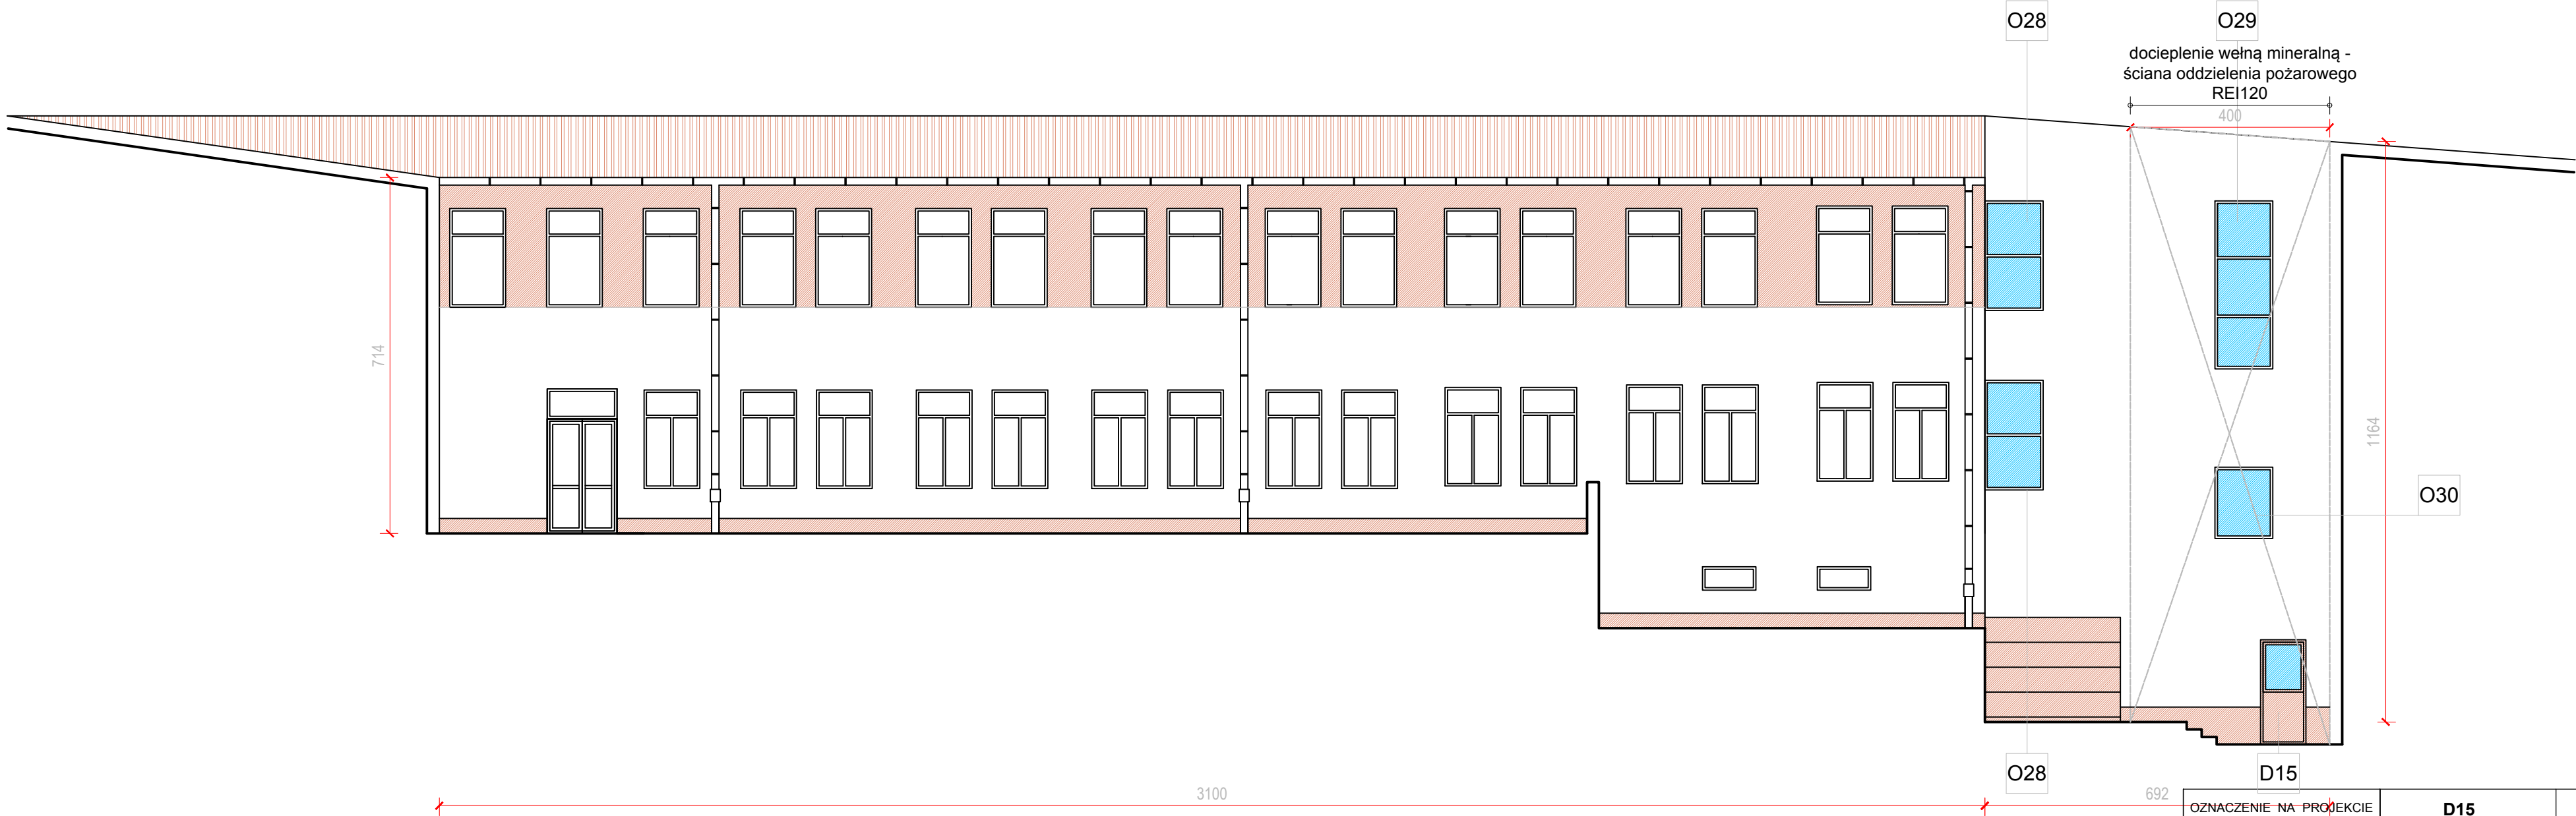 O28
O29
docieplenie wełną mineralną -
ściana oddzielenia pożarowego
REI120
400
714
1164
O30
O28
D15
3100
692
OZNACZENIE NA PROJEKCIE
D15